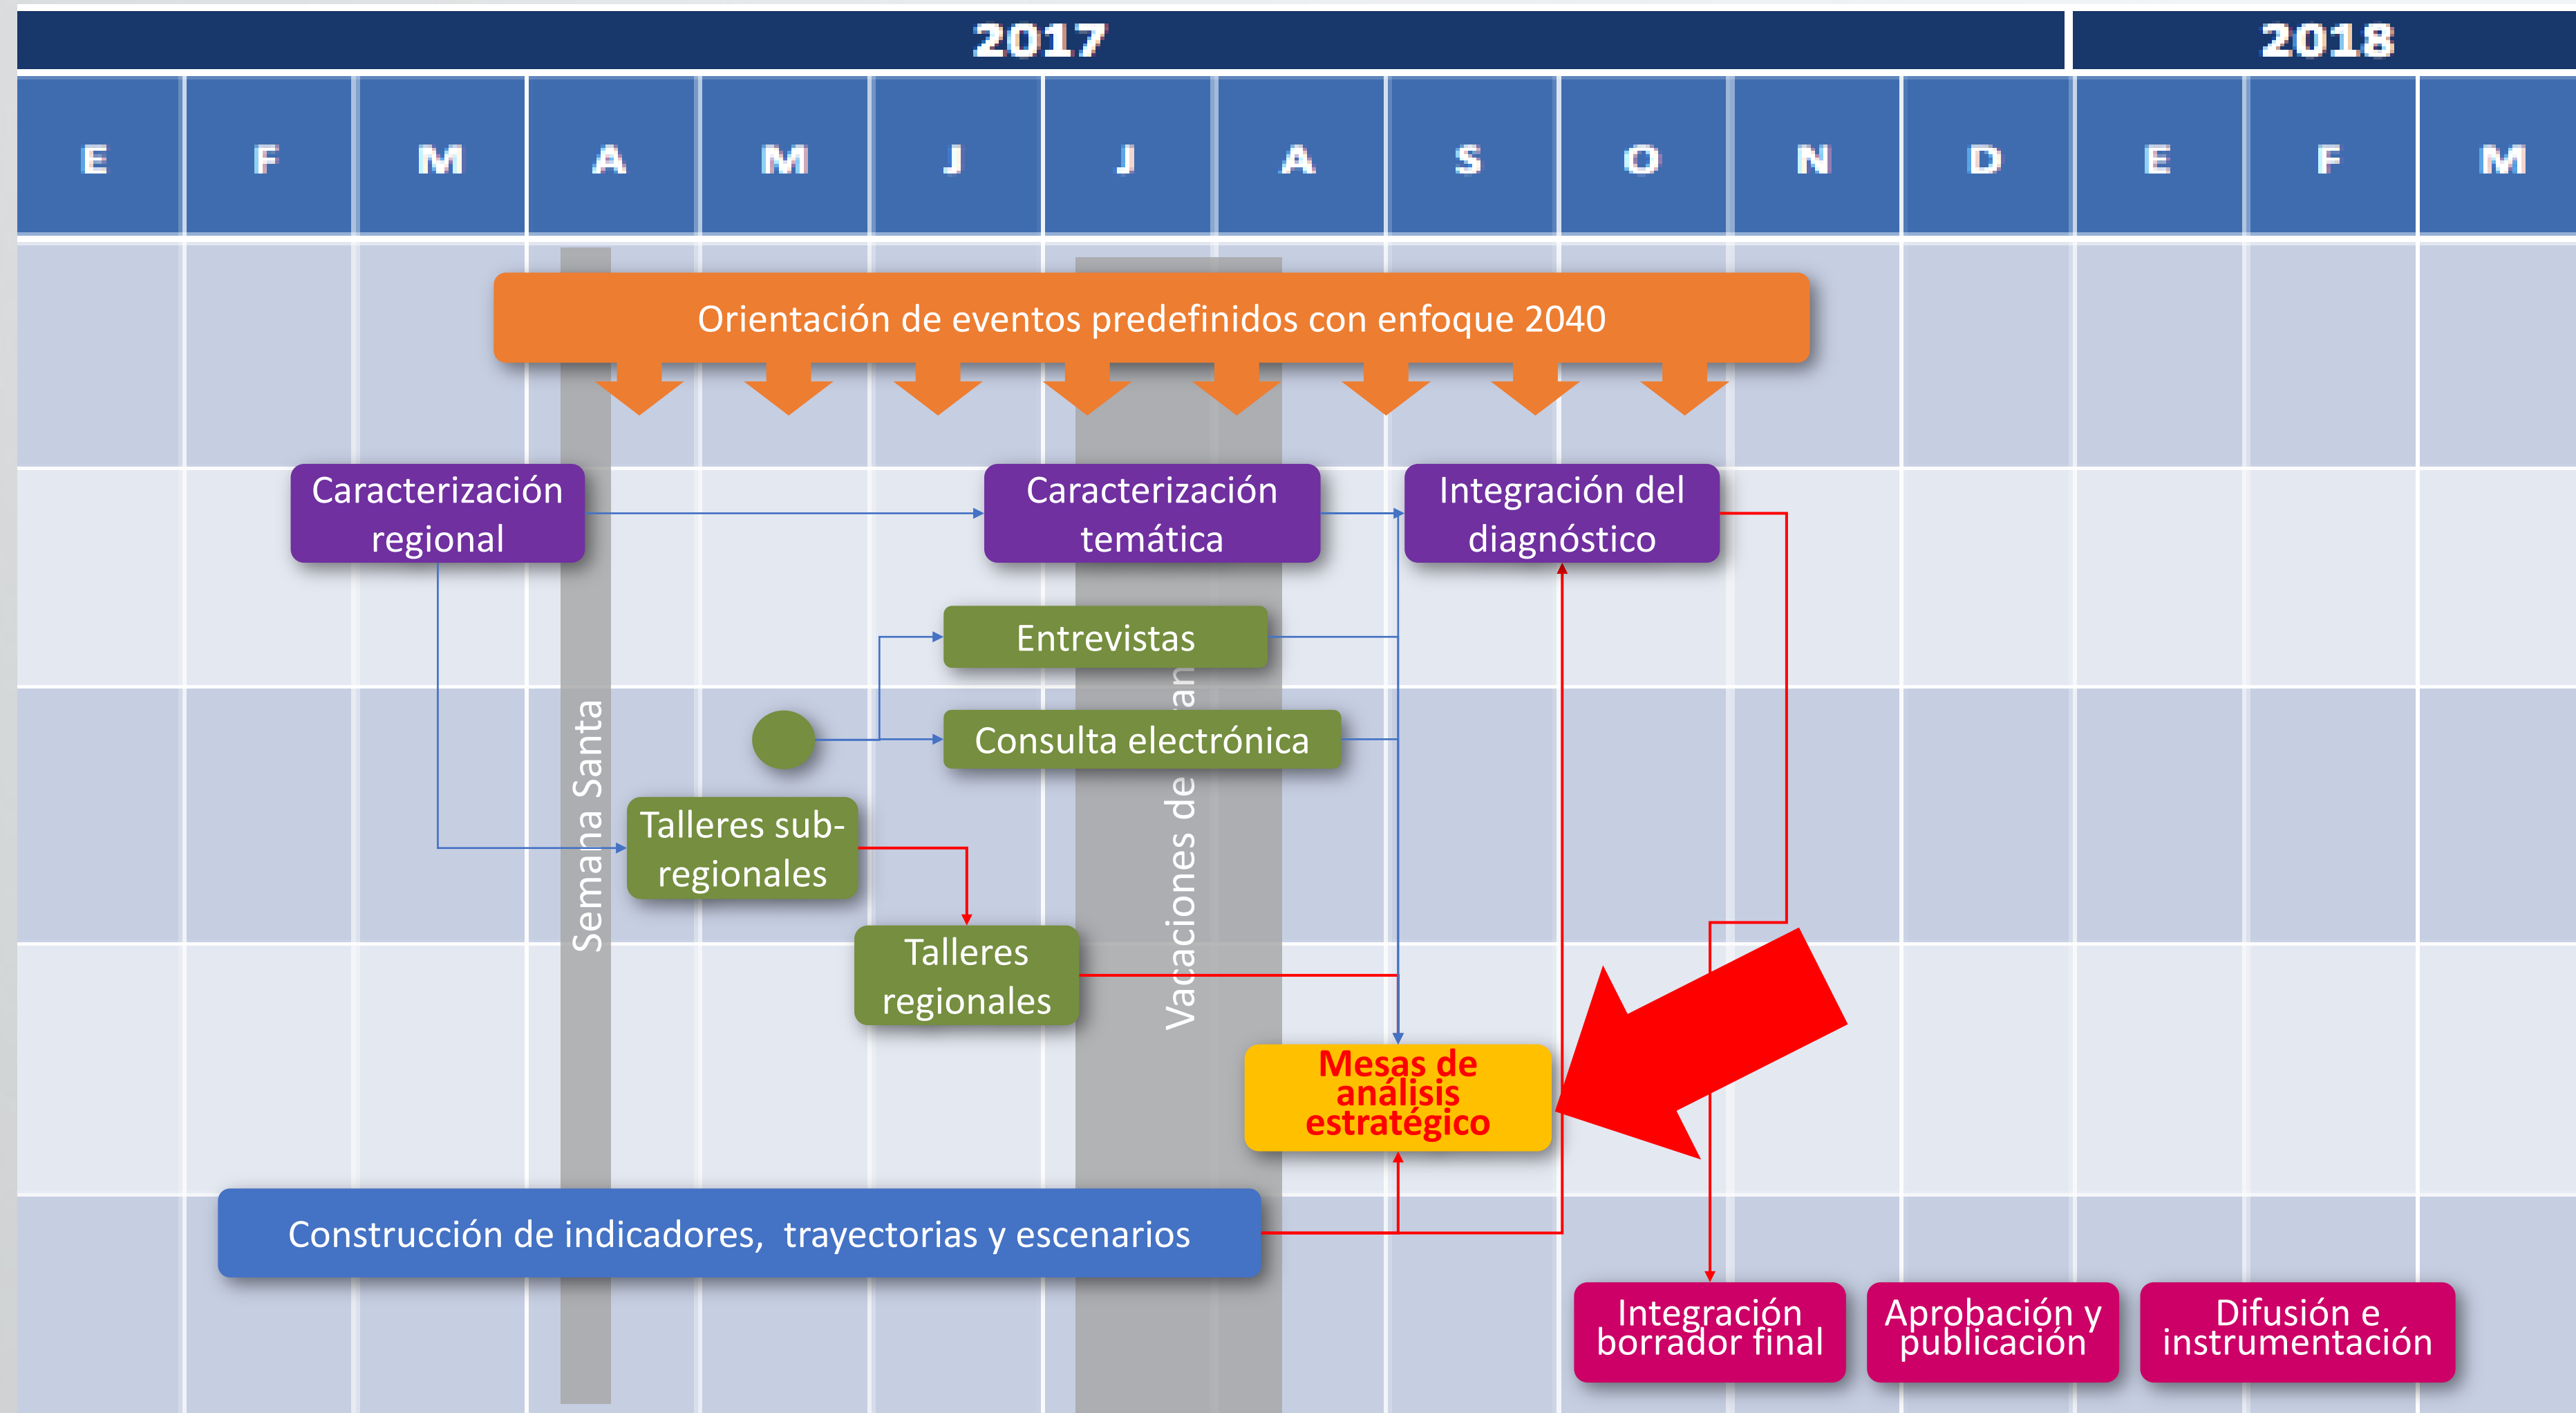 2017
2018
E F M A M J J A S O N D E F M
Orientación de eventos predefinidos con enfoque 2040
Caracterización
regional
Caracterización
temática
Integración del
diagnóstico
Entrevistas
Consulta electrónica
Semana Santa
Vacaciones de
Talleres sub-
regionales
Talleres
regionales
Mesas de
análisis
estratégico
Construcción de indicadores, trayectorias y escenarios
Integración
borrador final
Aprobación y
publicación
Difusión e
instrumentación